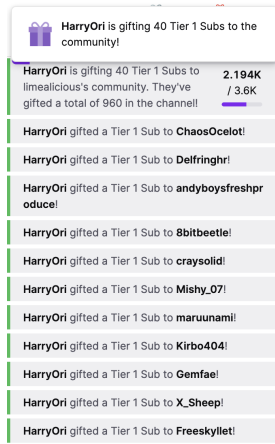 HarryOri is gifting 40 Tier 1 Subs to the
community!
HarryOri is gifting 40 Tier 1 Subs to
limealicious's community. They've
gifted a total of 960 in the channel!
2.194K
/ 3.6K
HarryOri gifted a Tier 1 Sub to ChaosOcelot!
HarryOri gifted a Tier 1 Sub to Delfringhr!
HarryOri gifted a Tier 1 Sub to andyboysfreshpr
oduce!
HarryOri gifted a Tier 1 Sub to 8bitbeetle!
HarryOri gifted a Tier 1 Sub to craysolid!
HarryOri gifted a Tier 1 Sub to Mishy_07!
HarryOri gifted a Tier 1 Sub to maruunami!
HarryOri gifted a Tier 1 Sub to Kirbo404!
HarryOri gifted a Tier 1 Sub to Gemfae!
HarryOri gifted a Tier 1 Sub to X_Sheep!
HarryOri gifted a Tier 1 Sub to Freeskyllet!